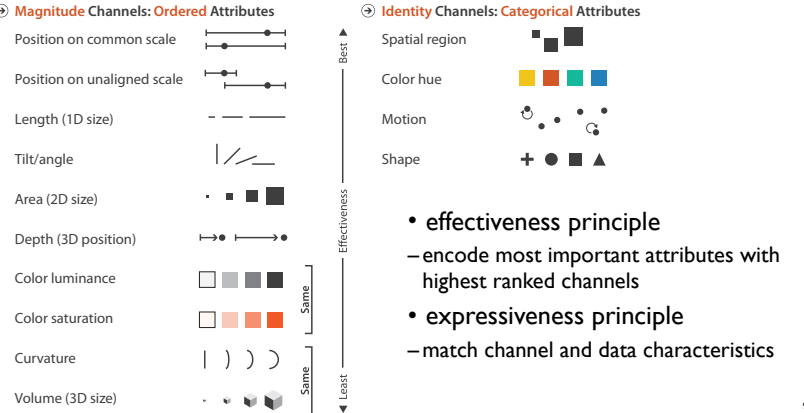 Magnitude Channels: Ordered Attributes
Position on common scale
Position on unaligned scale
Length (1D size)
Tilt/angle
Area (2D size)
Depth (3D position)
Color luminance
Color saturation
Curvature
Volume (3D size)
Same
Same
Best
Effectiveness
Least
Identity Channels: Categorical Attributes
Spatial region
Color hue
Motion
Shape
• effectiveness principle
– encode most important attributes with
highest ranked channels
• expressiveness principle
– match channel and data characteristics